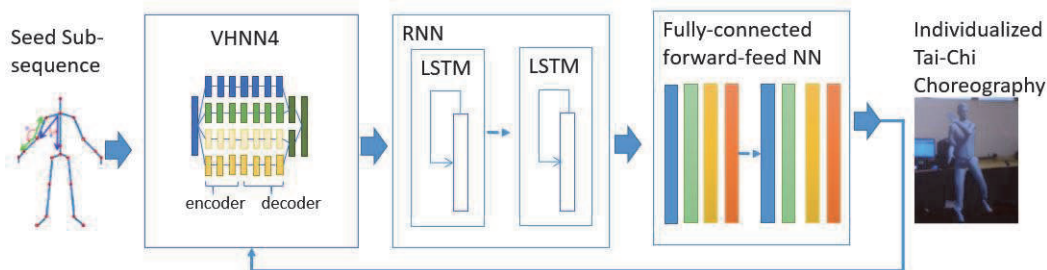 Seed Sub-
sequence
VHNN4
encoder
decoder
RNN
LSTM
LSTM
Fully-connected
forward-feed NN
Individualized
Tai-Chi
Choreography